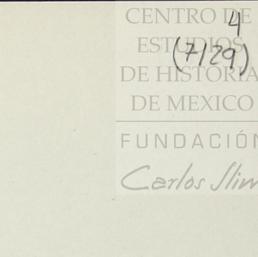 4
(7/29)
CENTRO DE
ESTUDIOS
DE HISTORIA
DE MEXICO
FUNDACIÓN
Carlos Slim